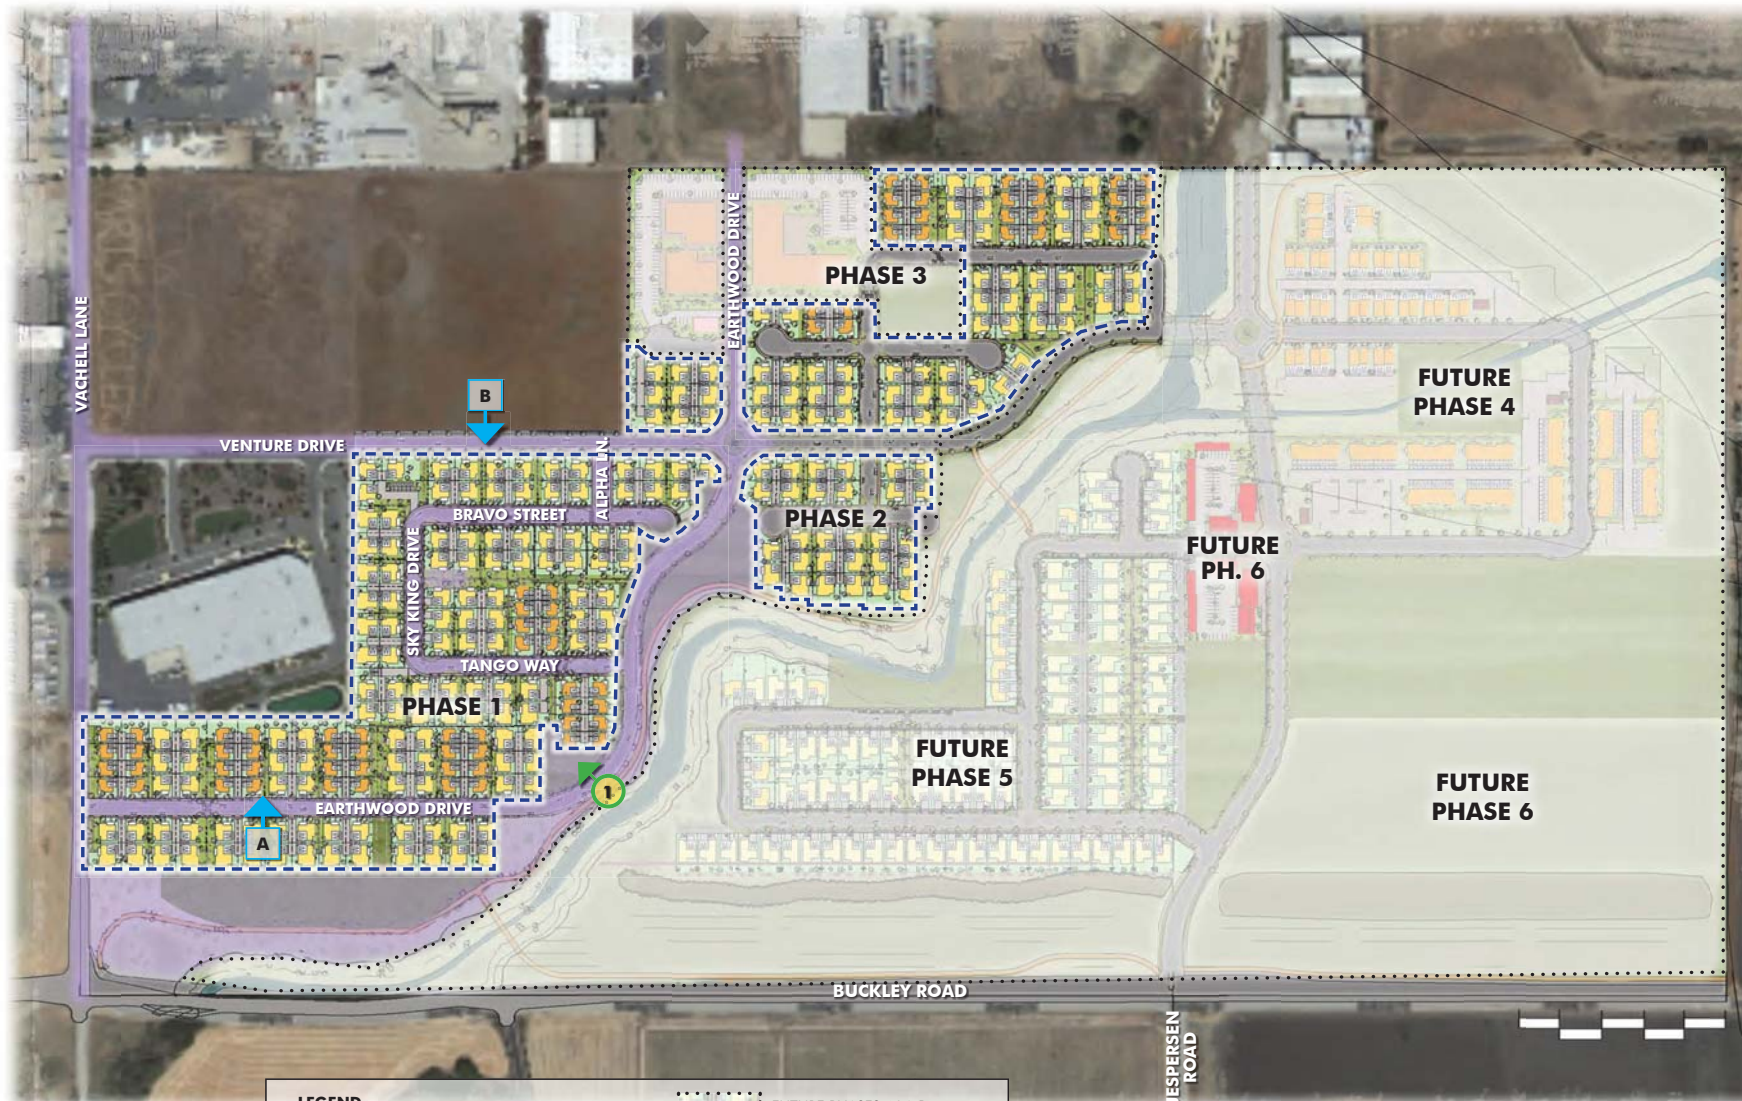 EARTHWOOD DRIVE
PHASE 3
VACHELL LANE
FUTURE
PHASE 4
B
VENTURE DRIVE
ALPHA LN.
BRAVO STREET
PHASE 2
SKY KING DRIVE
FUTURE
PH. 6
TANGO WAY
PHASE 1
FUTURE
PHASE 5
FUTURE
PHASE 6
1
EARTHWOOD DRIVE
A
BUCKLEY ROAD
JESPERSEN
ROAD
LEGEND